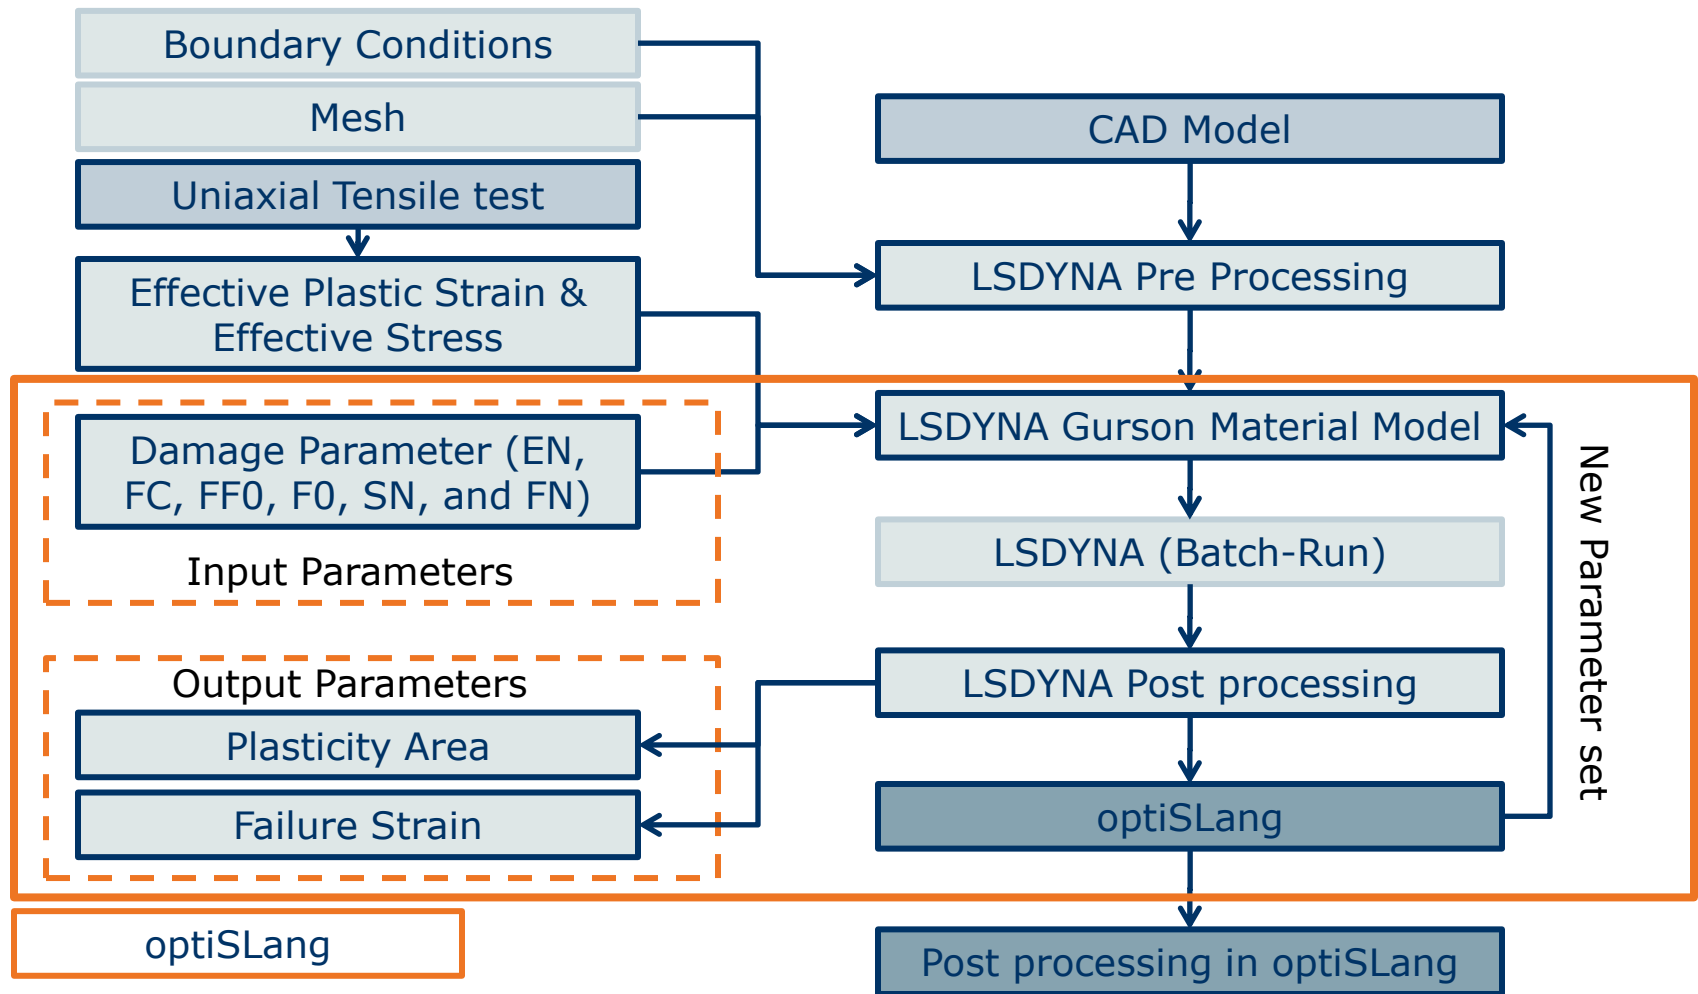 Boundary Conditions
Mesh
Uniaxial Tensile test
Effective Plastic Strain &
Effective Stress
CAD Model
LSDYNA Pre Processing
Damage Parameter (EN,
FC, FF0, F0, SN, and FN)
Input Parameters
LSDYNA Gurson Material Model
LSDYNA (Batch-Run)
LSDYNA Post processing
New Parameter set
Output Parameters
Plasticity Area
Failure Strain
optiSLang
optiSLang
Post processing in optiSLang